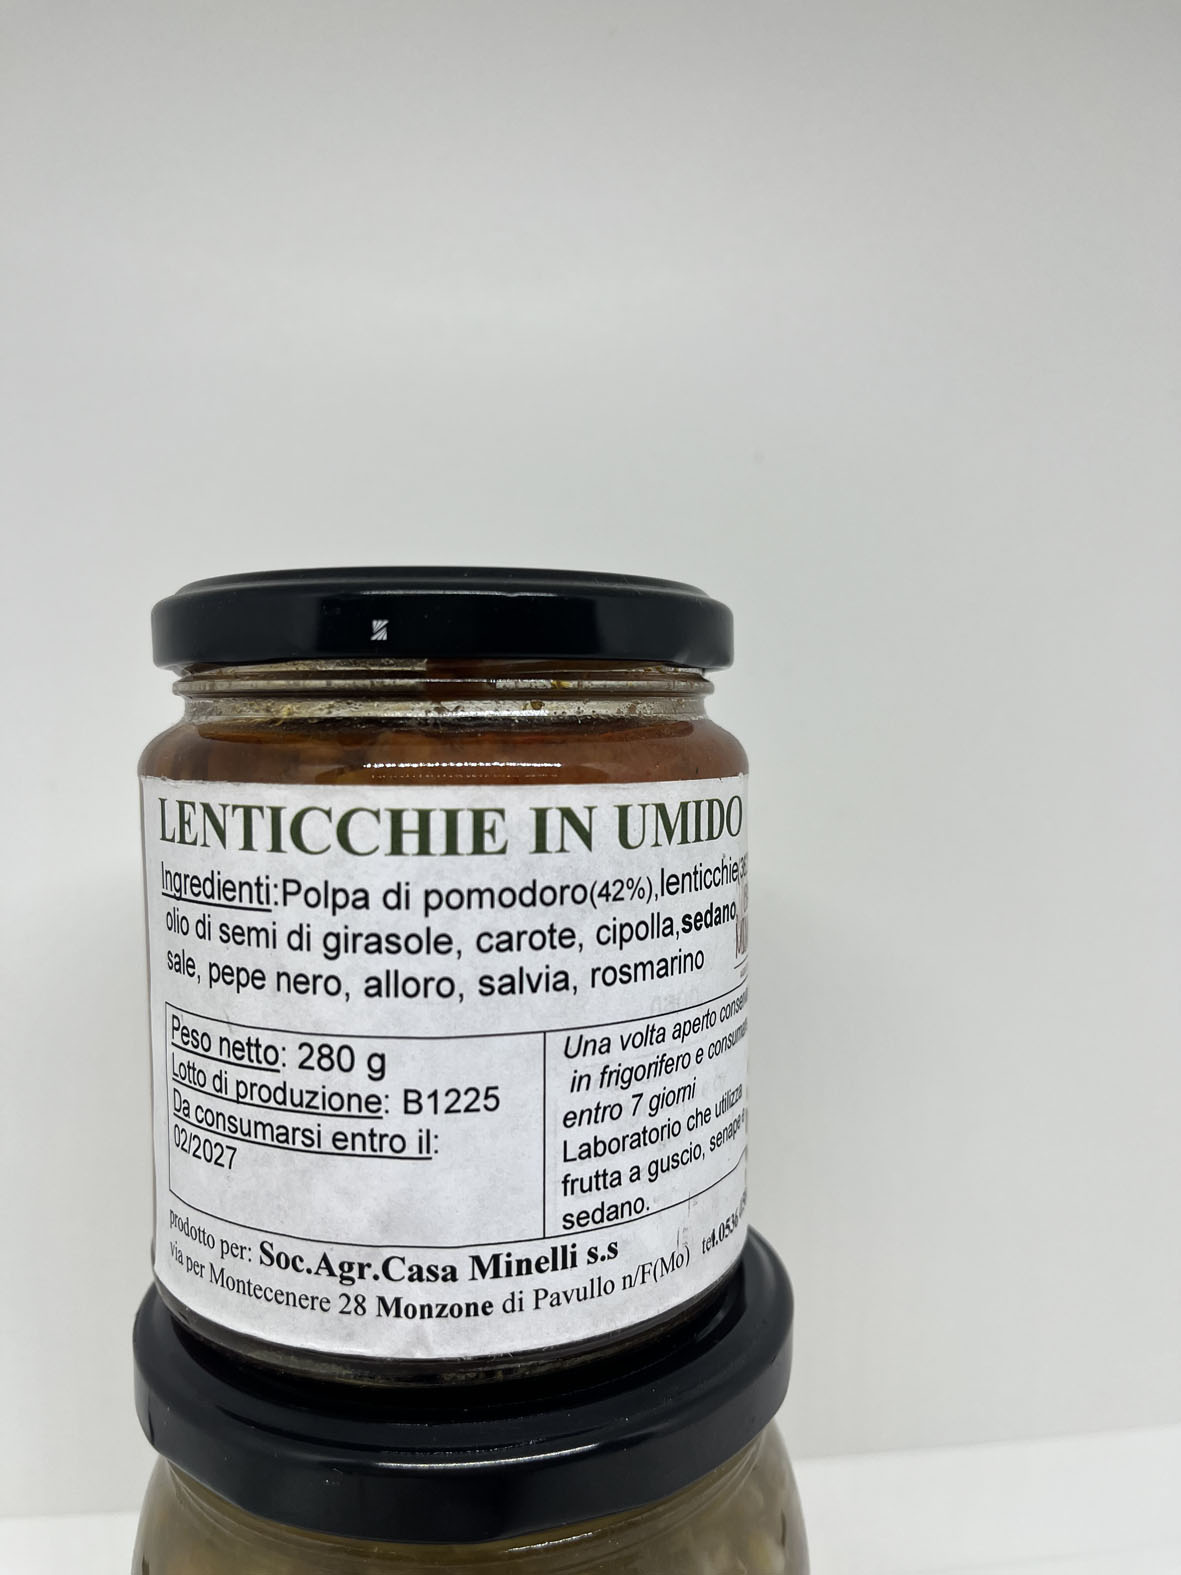 LENTICCHIE IN UMIDO
Ingredienti:Polpa di pomodoro(42%),lenticchie
olio di semi di girasole, carote, cipolla,sedano,
sale, pepe nero, alloro, salvia, rosmarino
Peso netto: 280 g
Lotto di produzione: B1225
Da consumarsi entro il:
02/2027
Una volta aperto
in frigorifero e
entro 7 giorni
Laboratorio che utilizza
frutta a guscio, senape e
sedano.
prodotto per: Soc.Agr.Casa Minelli s.s
via per Montecenere 28 Monzone di Pavullo n/F(Mo) tel.0536